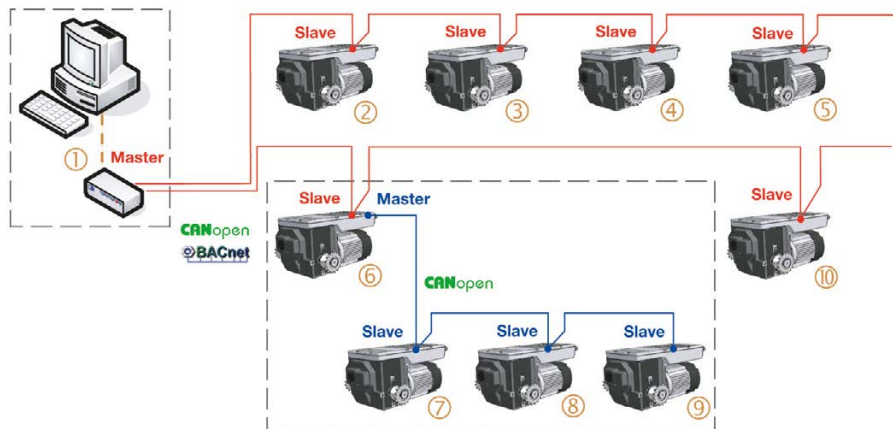 Slave Slave Slave Slave
② ③ ④ ⑤
① Master
Slave Master Slave
CANopen
BACnet
⑥ ⑩
CANopen
Slave Slave Slave
⑦ ⑧ ⑨